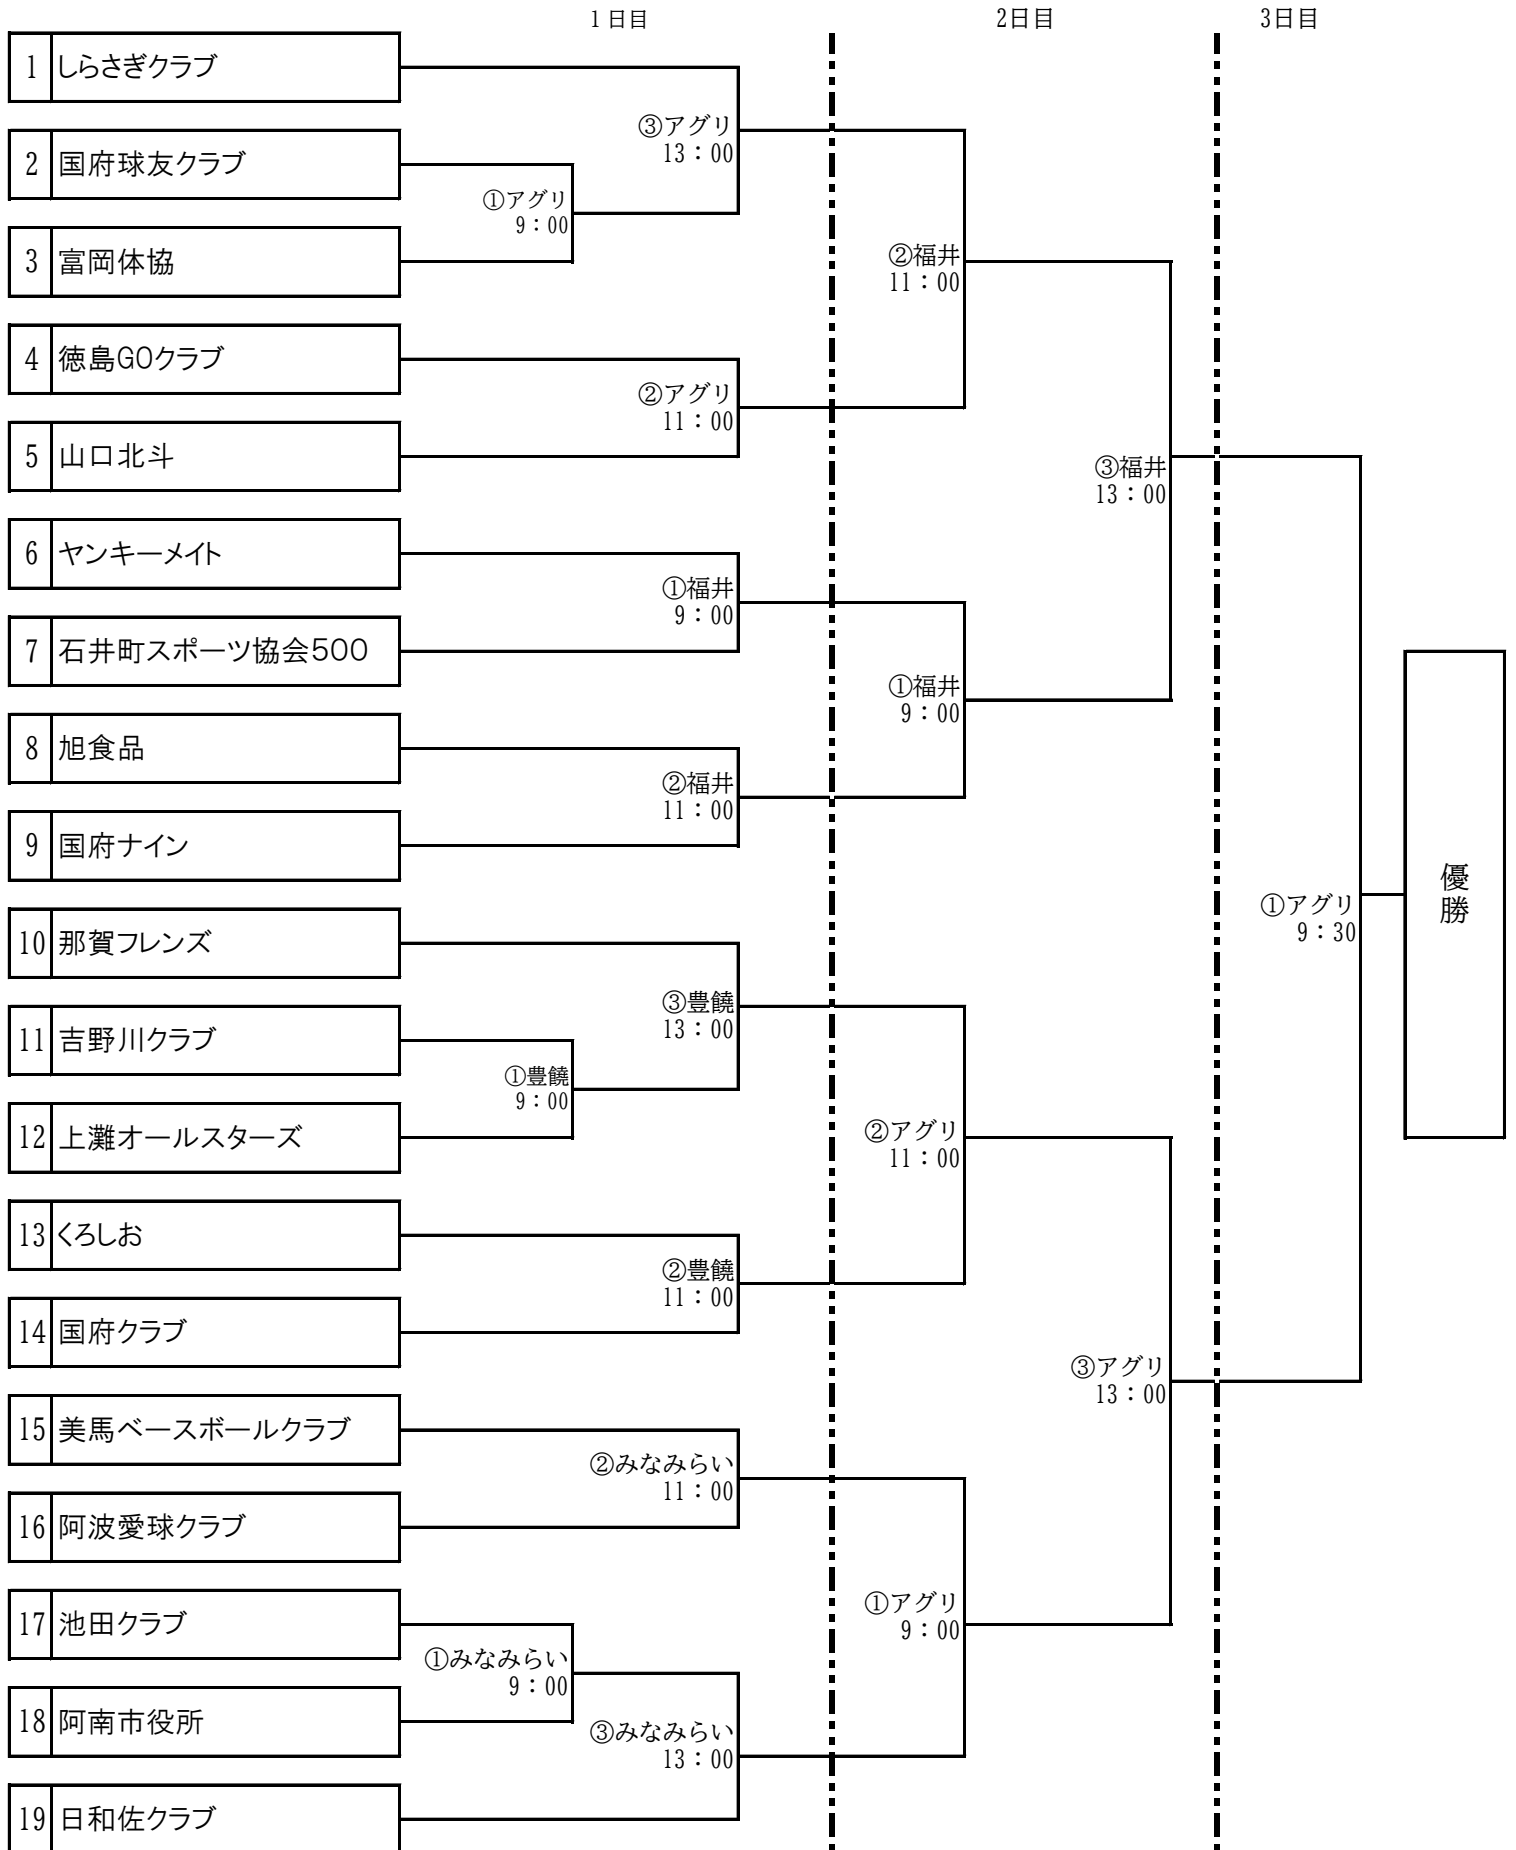 1日目
2日目
3日目
1 しらさぎクラブ
③アグリ
13：00
2 国府球友クラブ
①アグリ
9：00
3 富岡体協
②福井
11：00
4 徳島GOクラブ
②アグリ
11：00
5 山口北斗
③福井
13：00
6 ヤンキーメイト
①福井
9：00
7 石井町スポーツ協会500
①福井
9：00
8 旭食品
②福井
11：00
9 国府ナイン
優勝
①アグリ
9：30
10 那賀フレンズ
③豊饒
13：00
11 吉野川クラブ
①豊饒
9：00
12 上灘オールスターズ
②アグリ
11：00
13 くろしお
②豊饒
11：00
14 国府クラブ
③アグリ
13：00
15 美馬ベースボールクラブ
②みなみらい
11：00
16 阿波愛球クラブ
①アグリ
9：00
17 池田クラブ
①みなみらい
9：00
18 阿南市役所
③みなみらい
13：00
19 日和佐クラブ